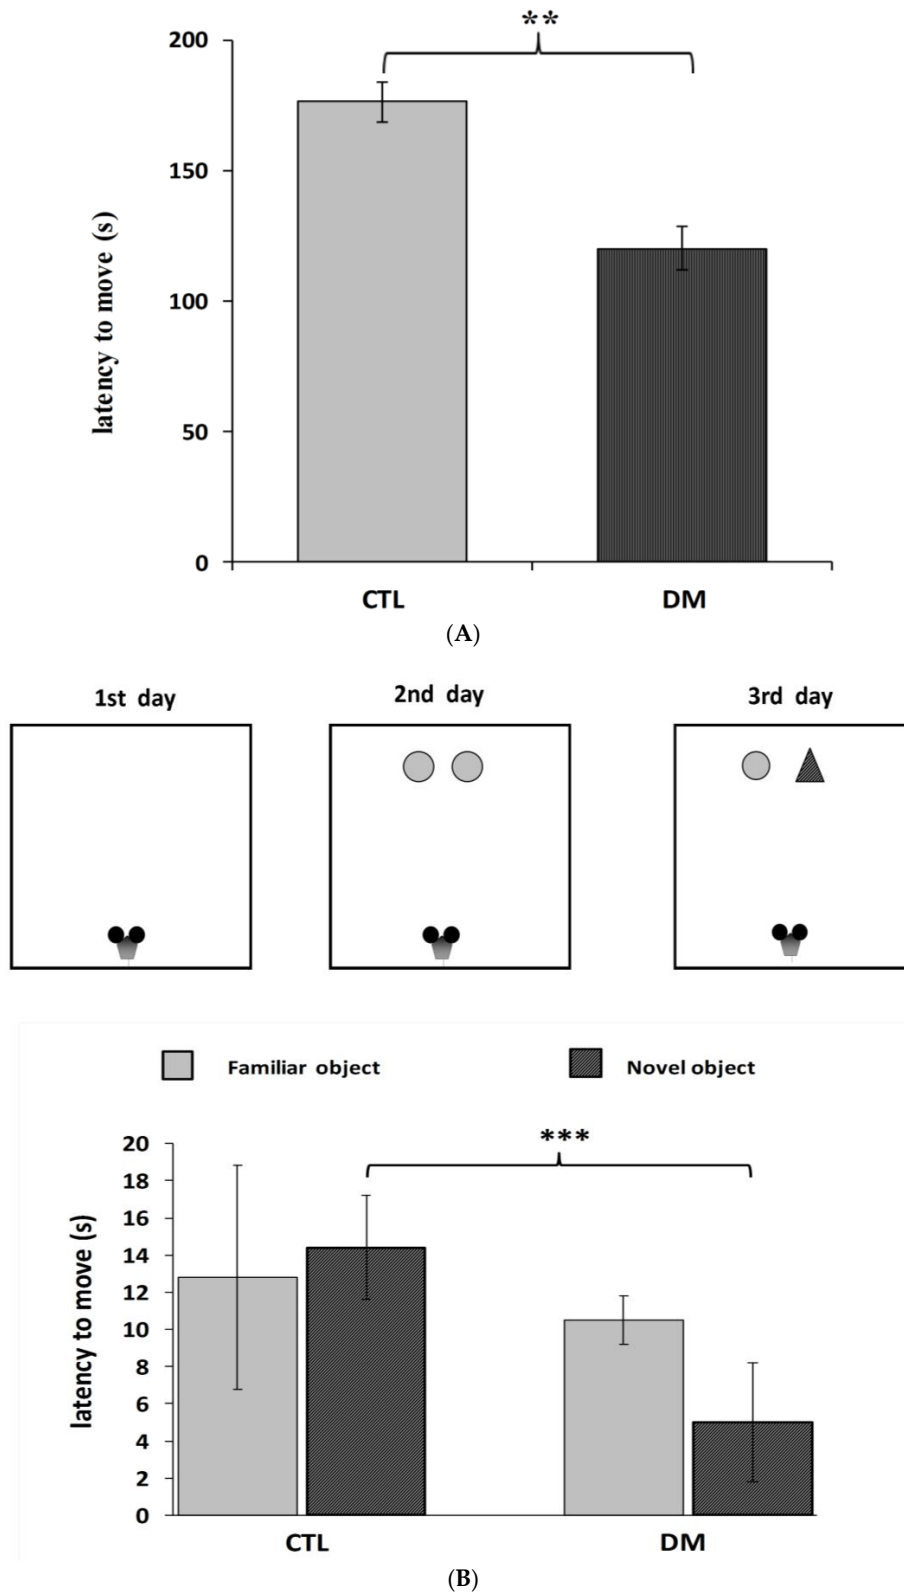 **
200
150
100
50
0
latency to move (s)
CTL DM
(A)
1st day 2nd day 3rd day
Familiar object Novel object
***
20
18
16
14
12
10
8
6
4
2
0
latency to move (s)
CTL DM
(B)